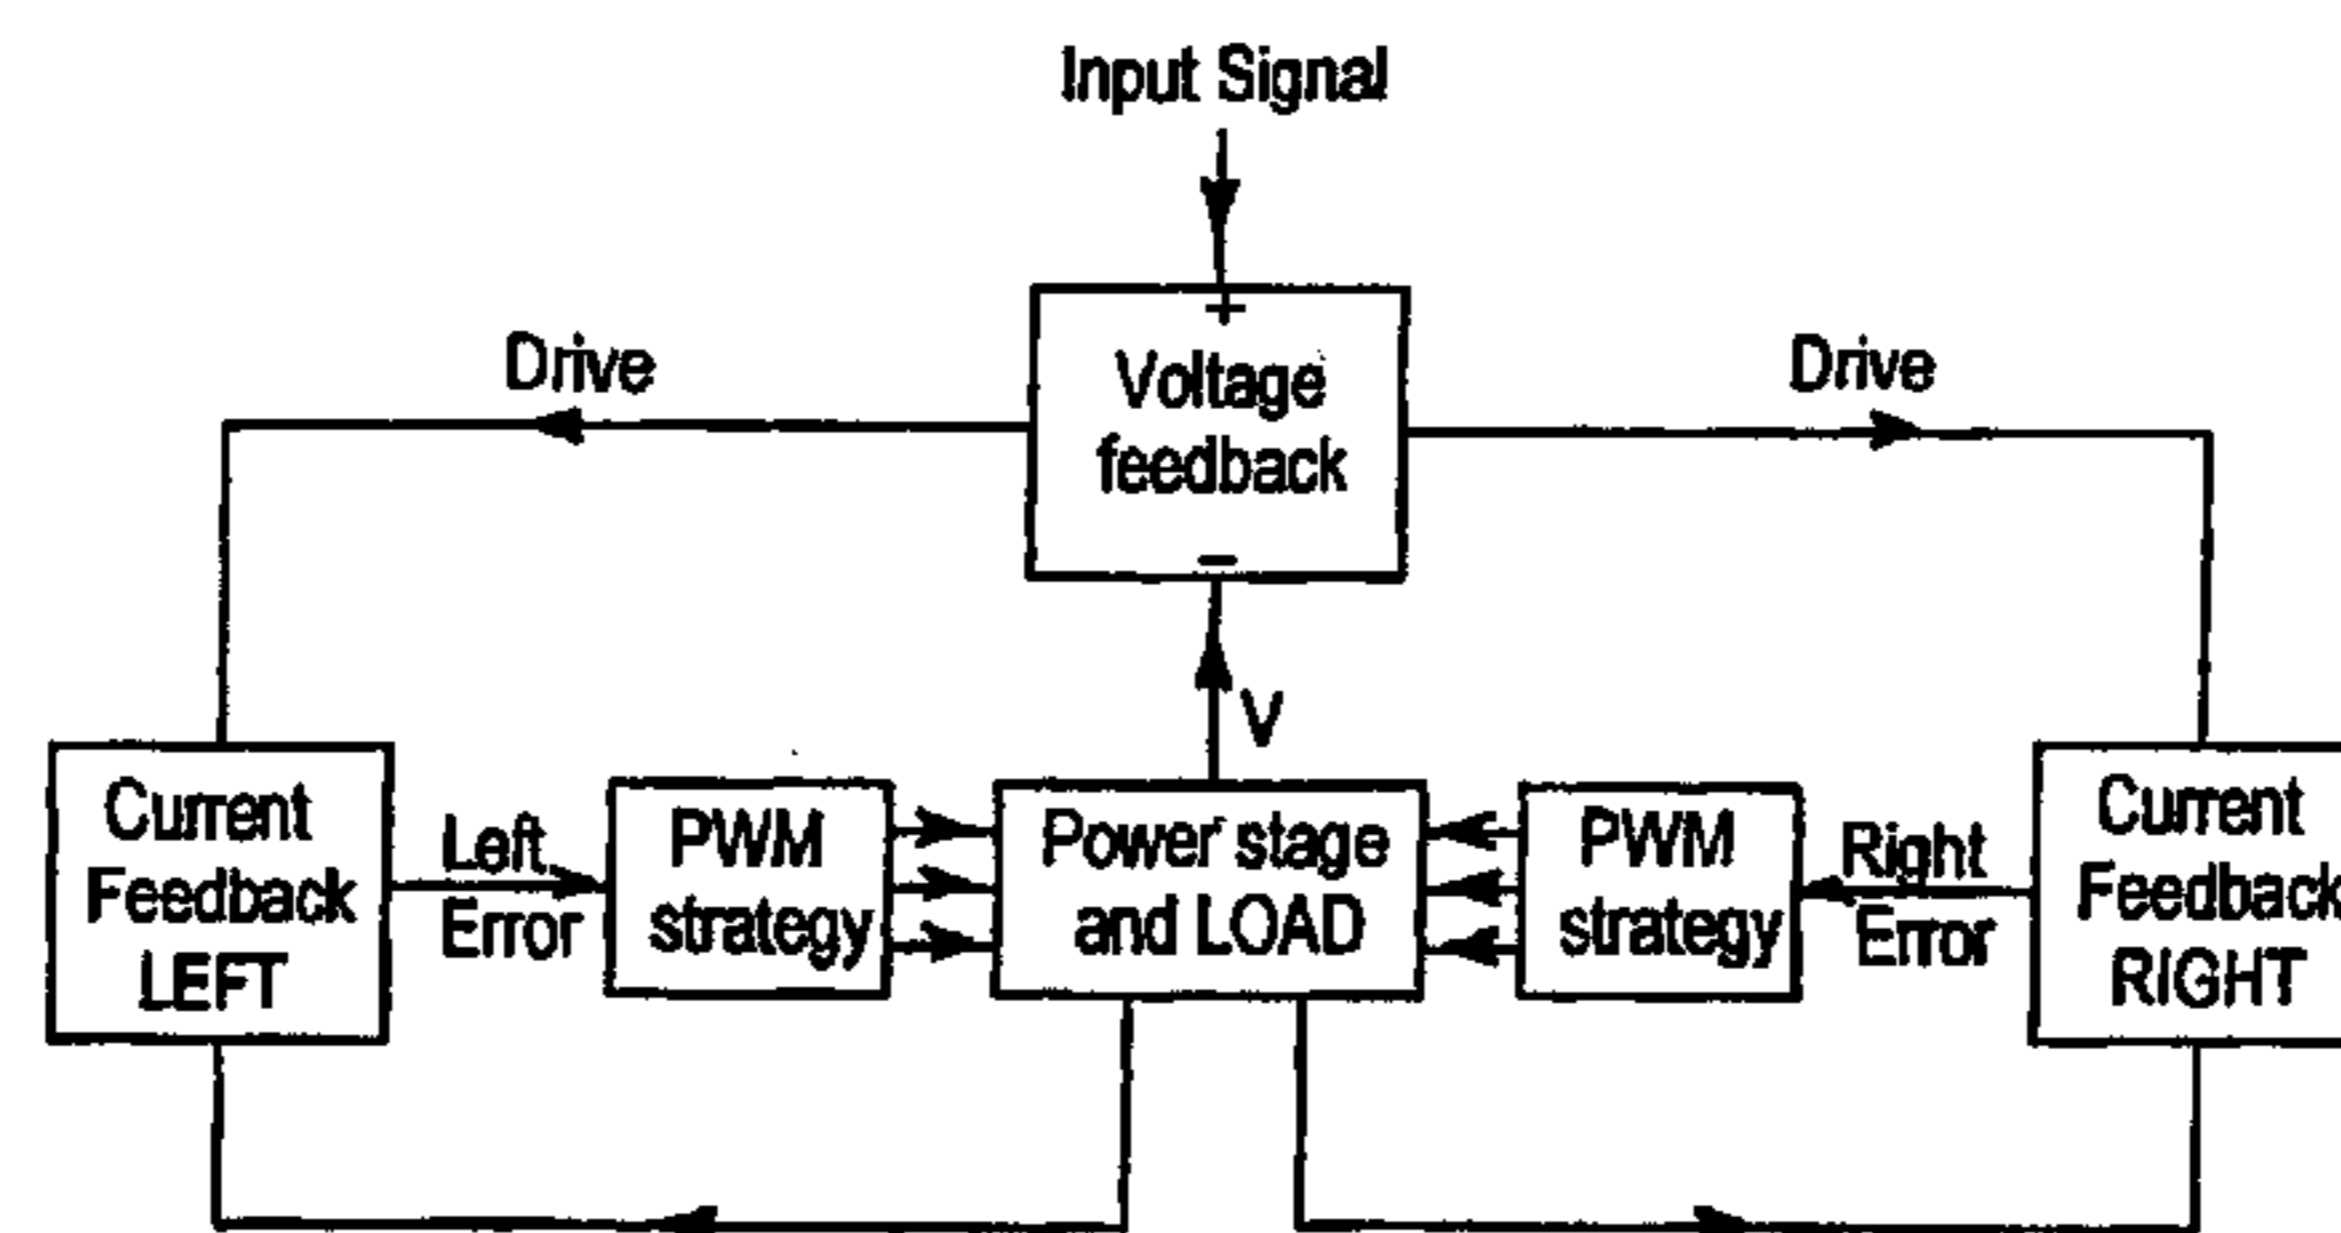 Input Signal
+
Drive
Voltage
feedback
Drive
−
V
Current
Feedback
LEFT
Left
Error
PWM
strategy
Power stage
and LOAD
PWM
strategy
Right
Error
Current
Feedback
RIGHT